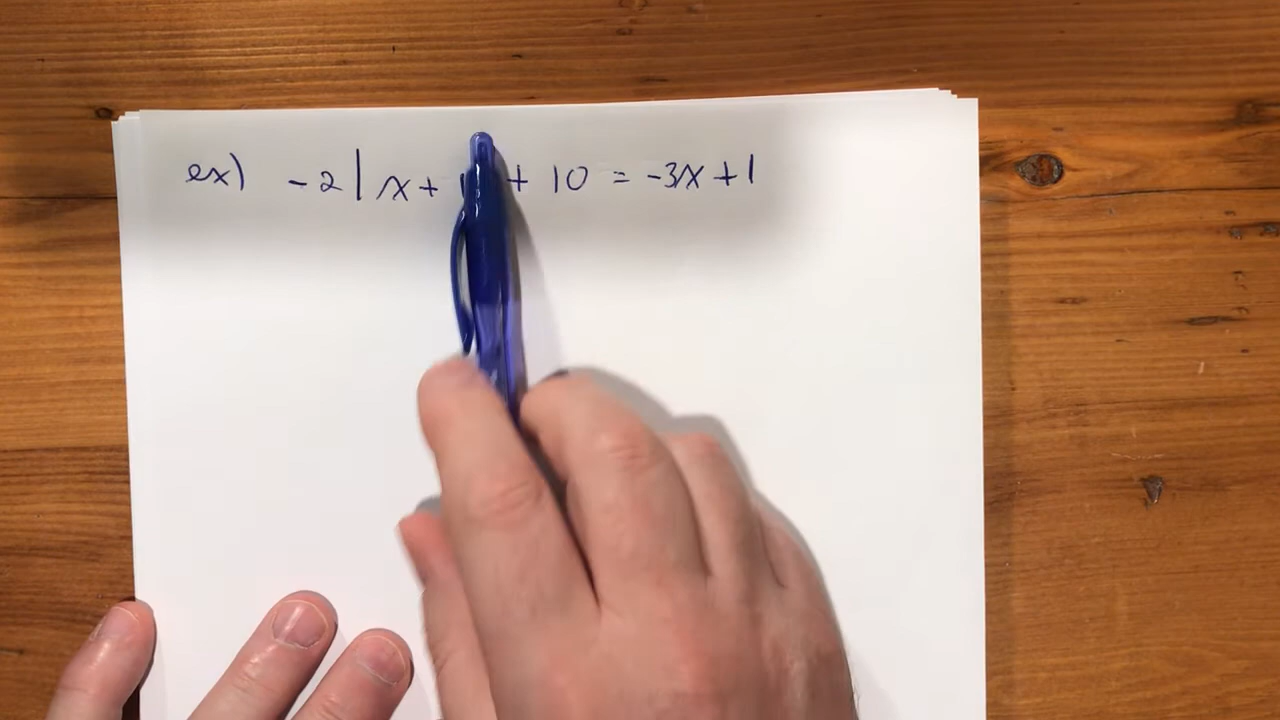 ex) -2|x+ + 10 = -3x+1